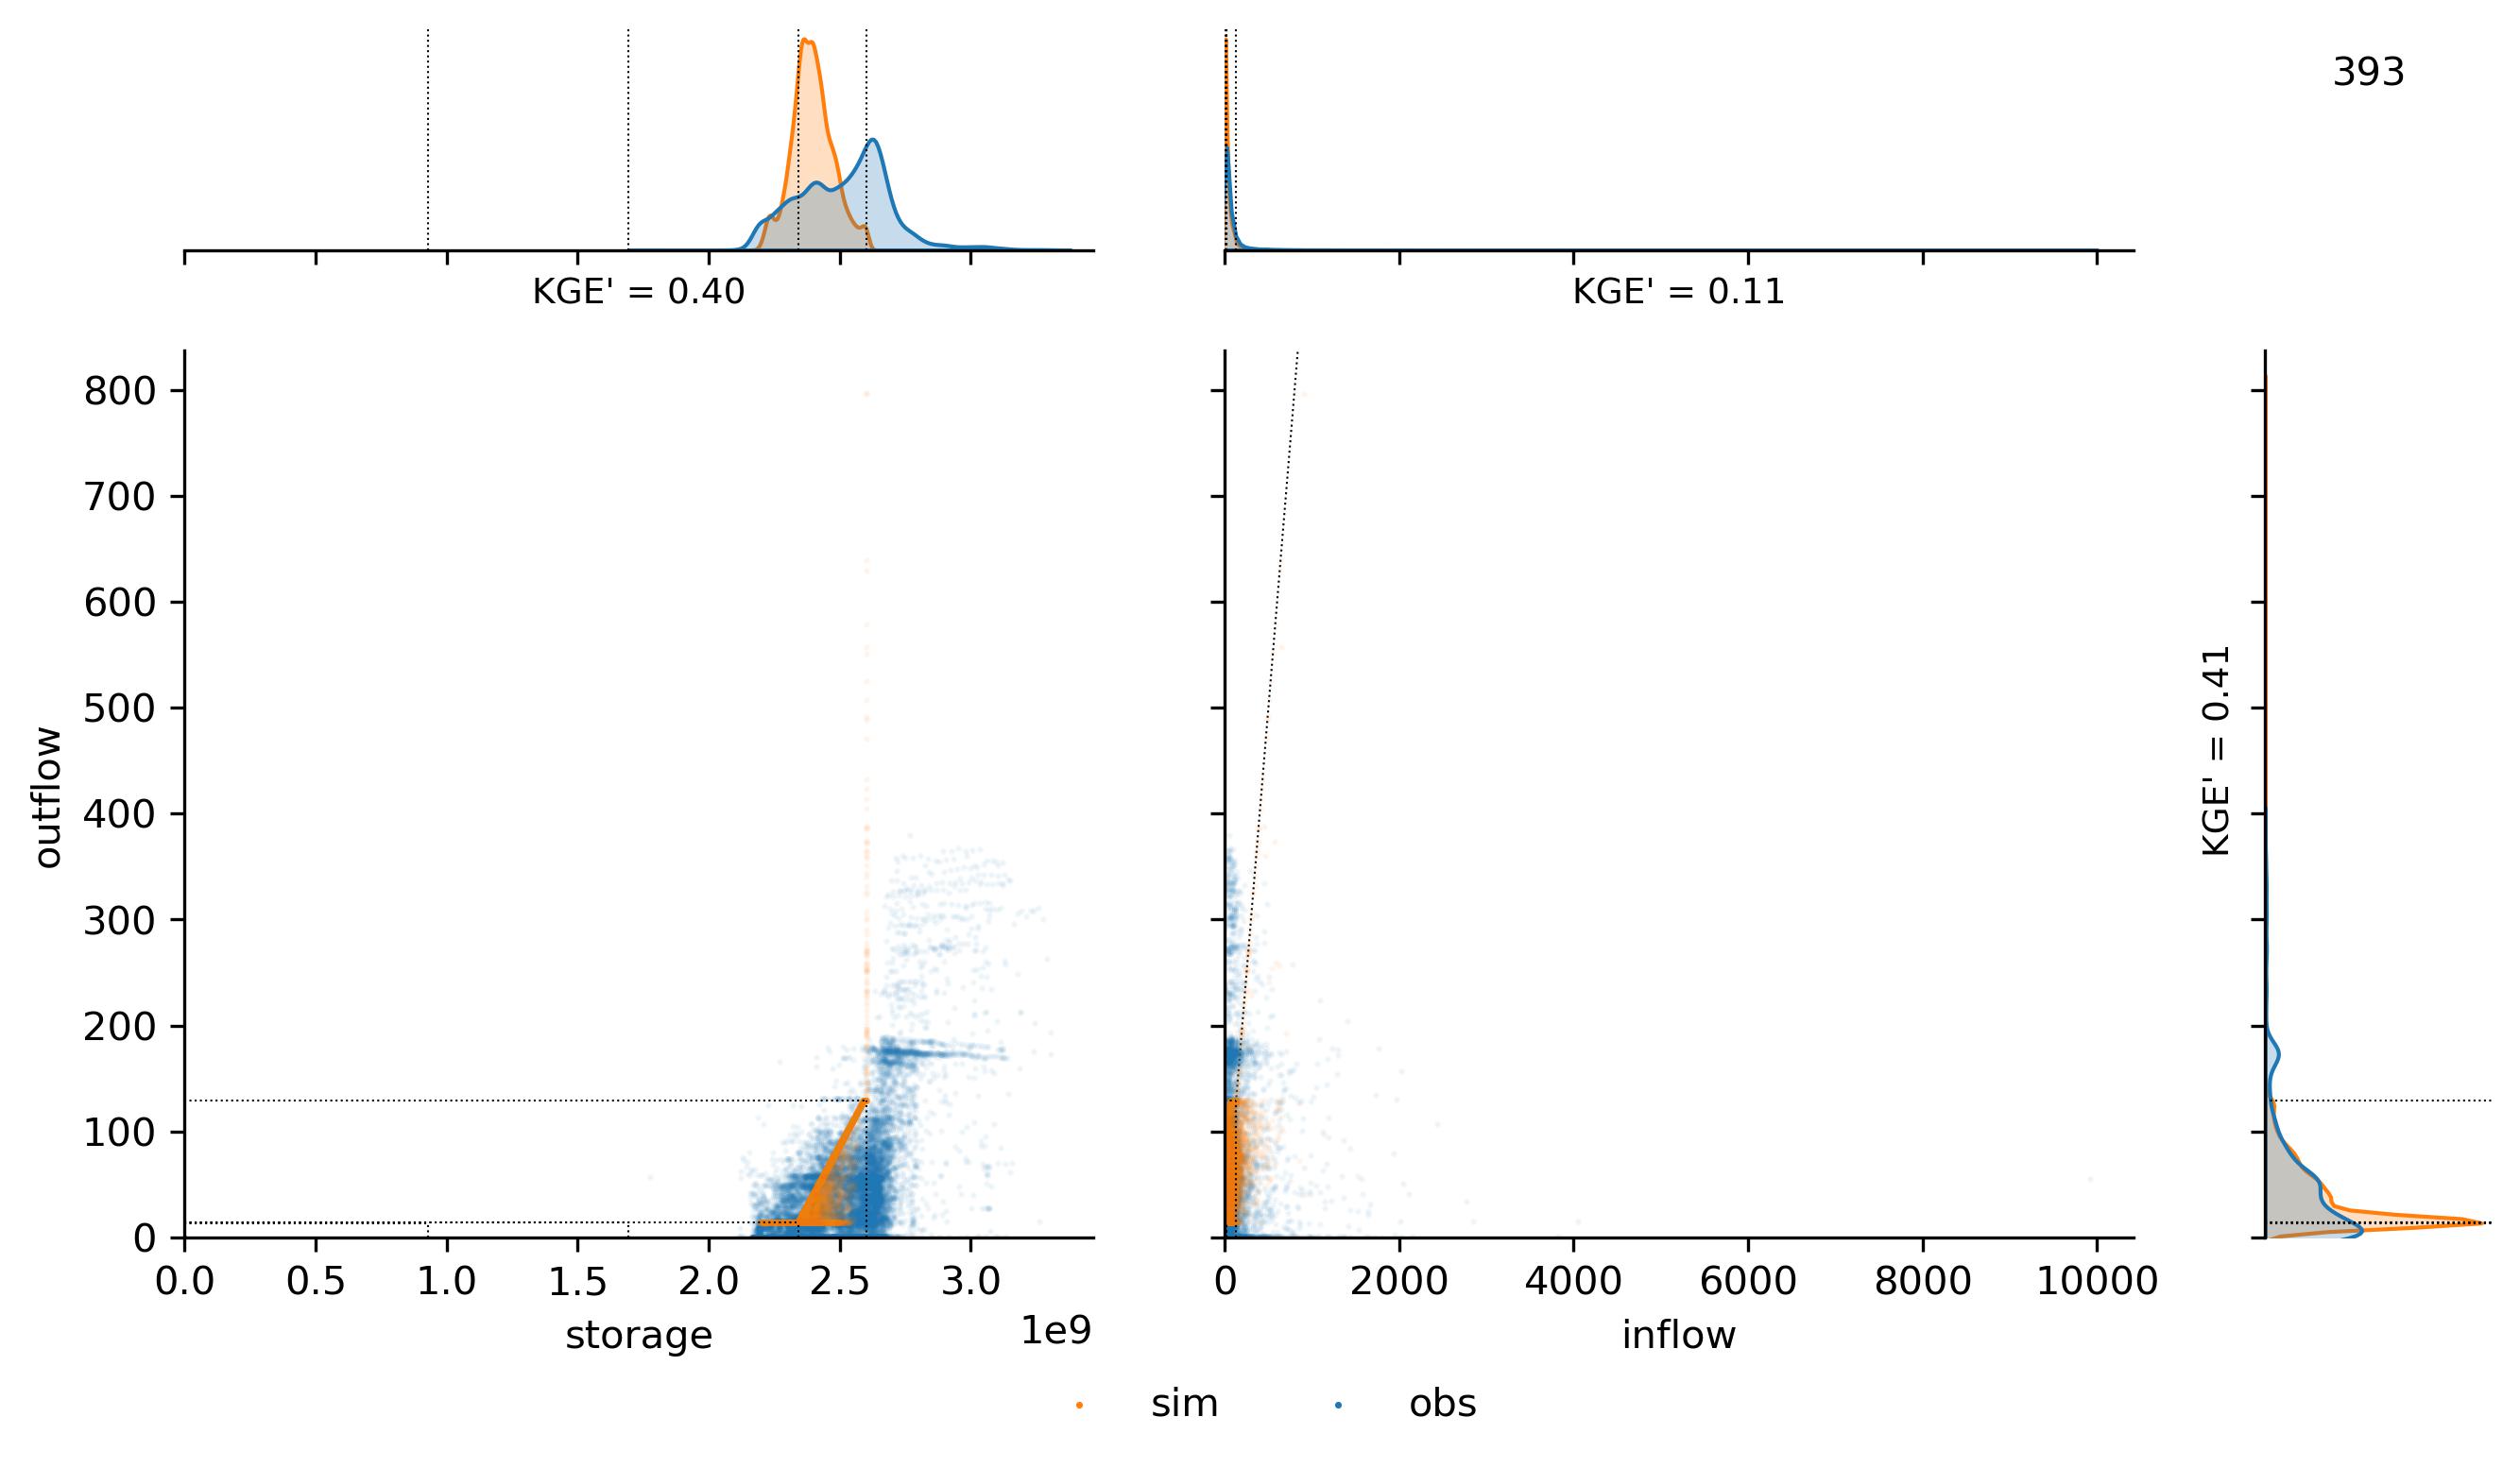 393
KGE' = 0.40
KGE' = 0.11
800
700
600
500
400
300
200
100
0
outflow
KGE' = 0.41
0.0 0.5 1.0 1.5 2.0 2.5 3.0
1e9
storage
0 2000 4000 6000 8000 10000
inflow
sim obs